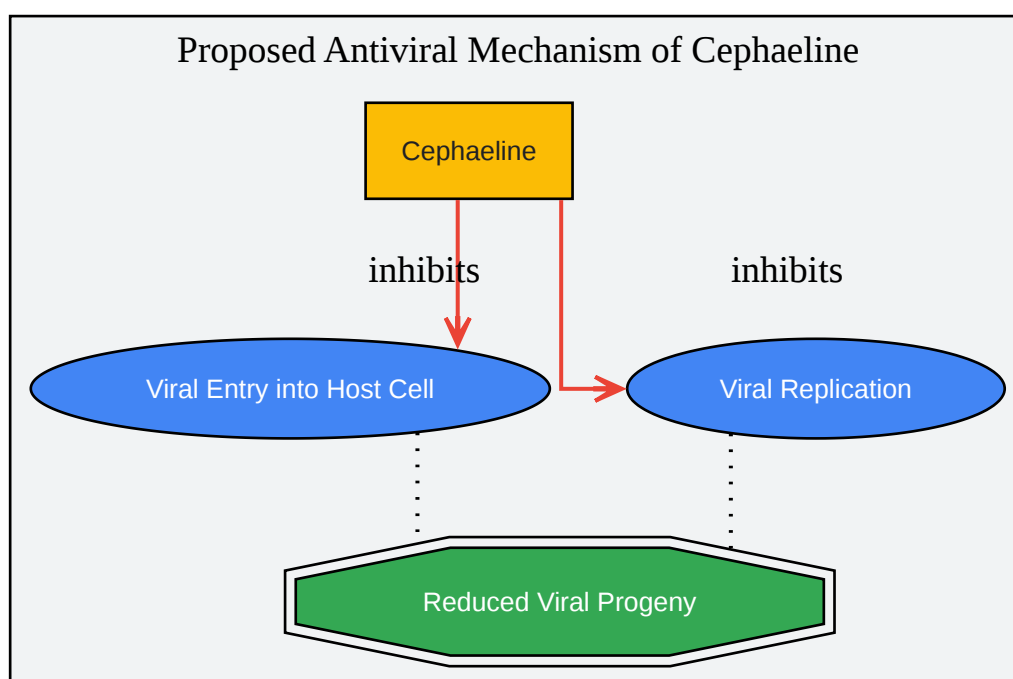 Proposed Antiviral Mechanism of Cephaeline
Cephaeline
inhibits
inhibits
Viral Entry into Host Cell
Viral Replication
Reduced Viral Progeny